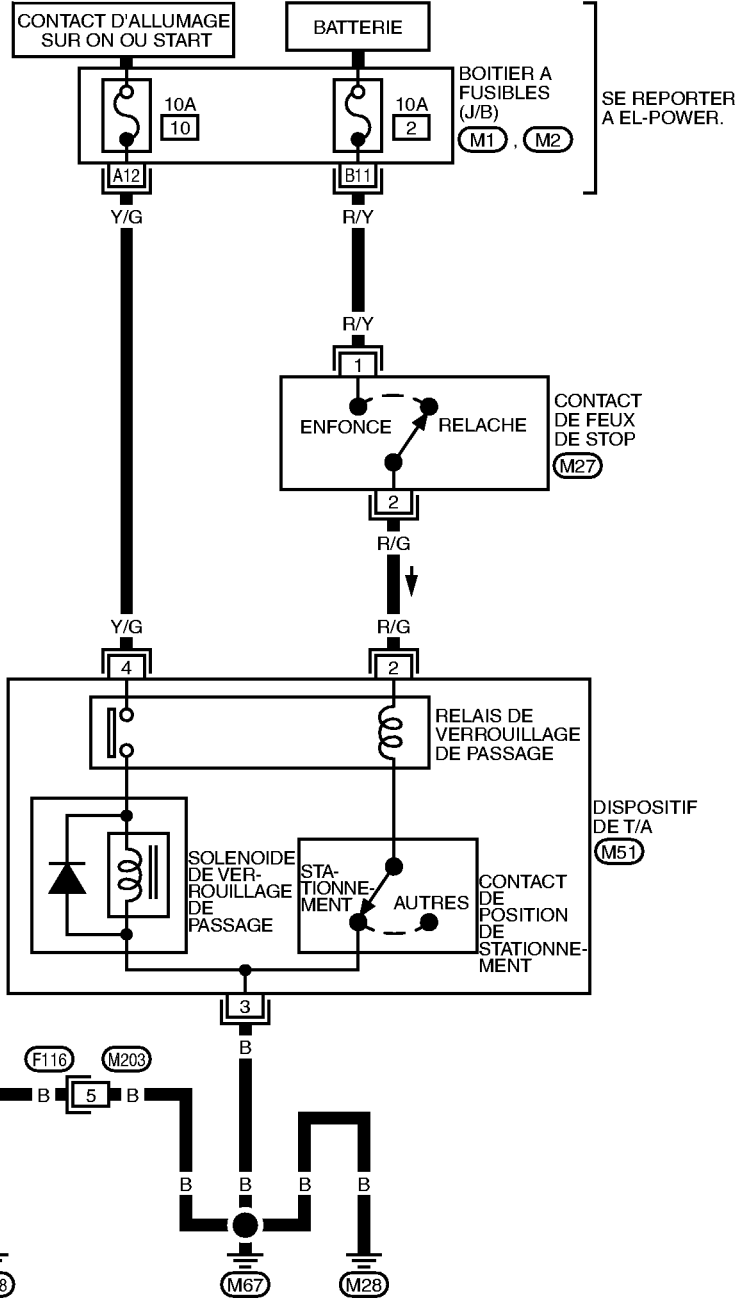 CONTACT D'ALLUMAGE
SUR ON OU START
BATTERIE
10A
10
10A
2
BOITIER A
FUSIBLES
(J/B)
M1 , M2
SE REPORTER
A EL-POWER.
A12
B11
Y/G
R/Y
R/Y
1
ENFONCE
RELACHE
CONTACT
DE FEUX
DE STOP
M27
2
R/G
Y/G
R/G
4
2
RELAIS DE
VERROUILLAGE
DE PASSAGE
DISPOSITIF
DE T/A
M51
SOLENOIDE
DE VER-
ROUILLAGE
DE
PASSAGE
STA-
TIONNE-
MENT
AUTRES
CONTACT
DE
POSITION
DE
STATIONNE-
MENT
3
B
F116
M203
B
5
B
B
B
B
B
8
M67
M28